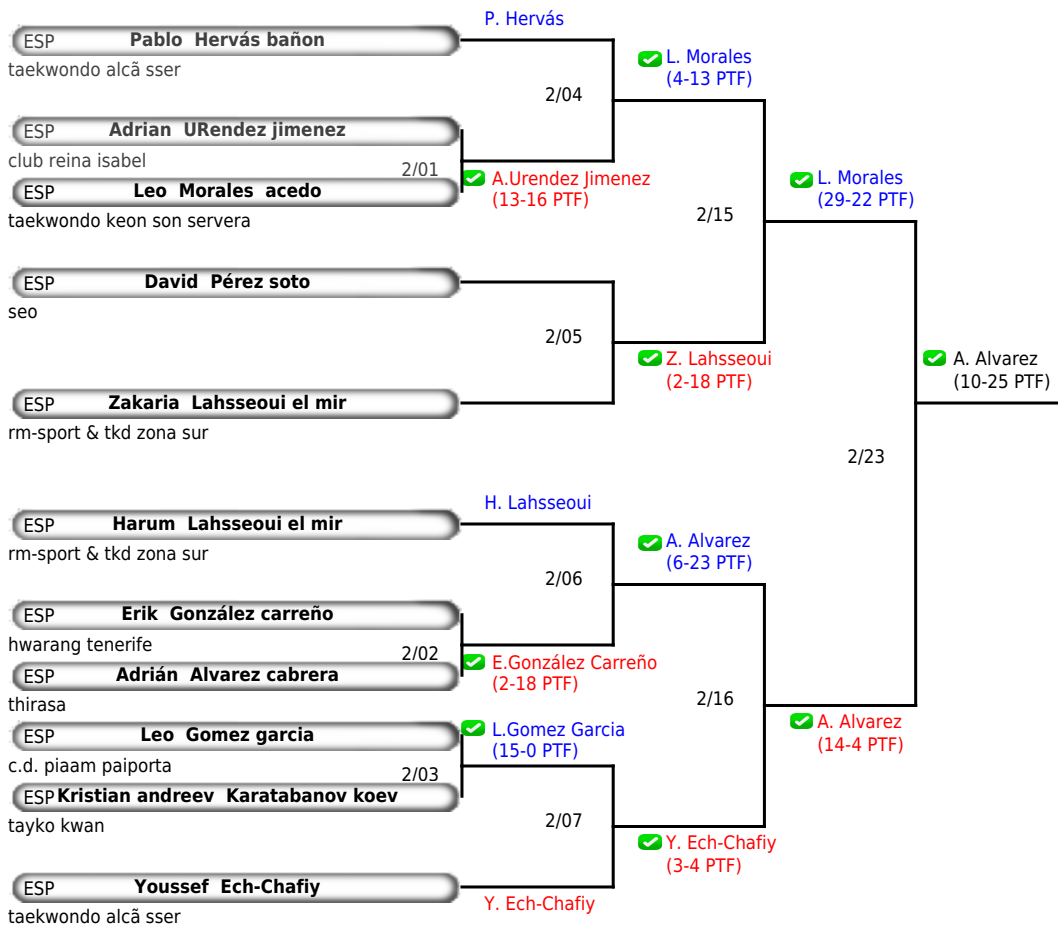 P. Hervás
ESP Pablo Hervás bañon
taekwondo alcã sser
L. Morales
(4-13 PTF)
2/04
ESP Adrian URendez jimenez
club reina isabel
2/01
A.Urendez Jimenez
(13-16 PTF)
ESP Leo Morales acedo
taekwondo keon son servera
L. Morales
(29-22 PTF)
2/15
ESP David Pérez soto
seo
2/05
Z. Lahsseoui
(2-18 PTF)
A. Alvarez
(10-25 PTF)
ESP Zakaria Lahsseoui el mir
rm-sport & tkd zona sur
2/23
H. Lahsseoui
ESP Harum Lahsseoui el mir
rm-sport & tkd zona sur
A. Alvarez
(6-23 PTF)
2/06
ESP Erik González carreño
hwarang tenerife
2/02
E.González Carreño
(2-18 PTF)
ESP Adrián Alvarez cabrera
thirasa
2/16
L.Gomez Garcia
(15-0 PTF)
A. Alvarez
(14-4 PTF)
ESP Leo Gomez garcia
c.d. piaam paiporta
2/03
ESP Kristian andreev Karatabanov koev
tayko kwan
2/07
Y. Ech-Chafiy
(3-4 PTF)
ESP Youssef Ech-Chafiy
taekwondo alcã sser
Y. Ech-Chafiy